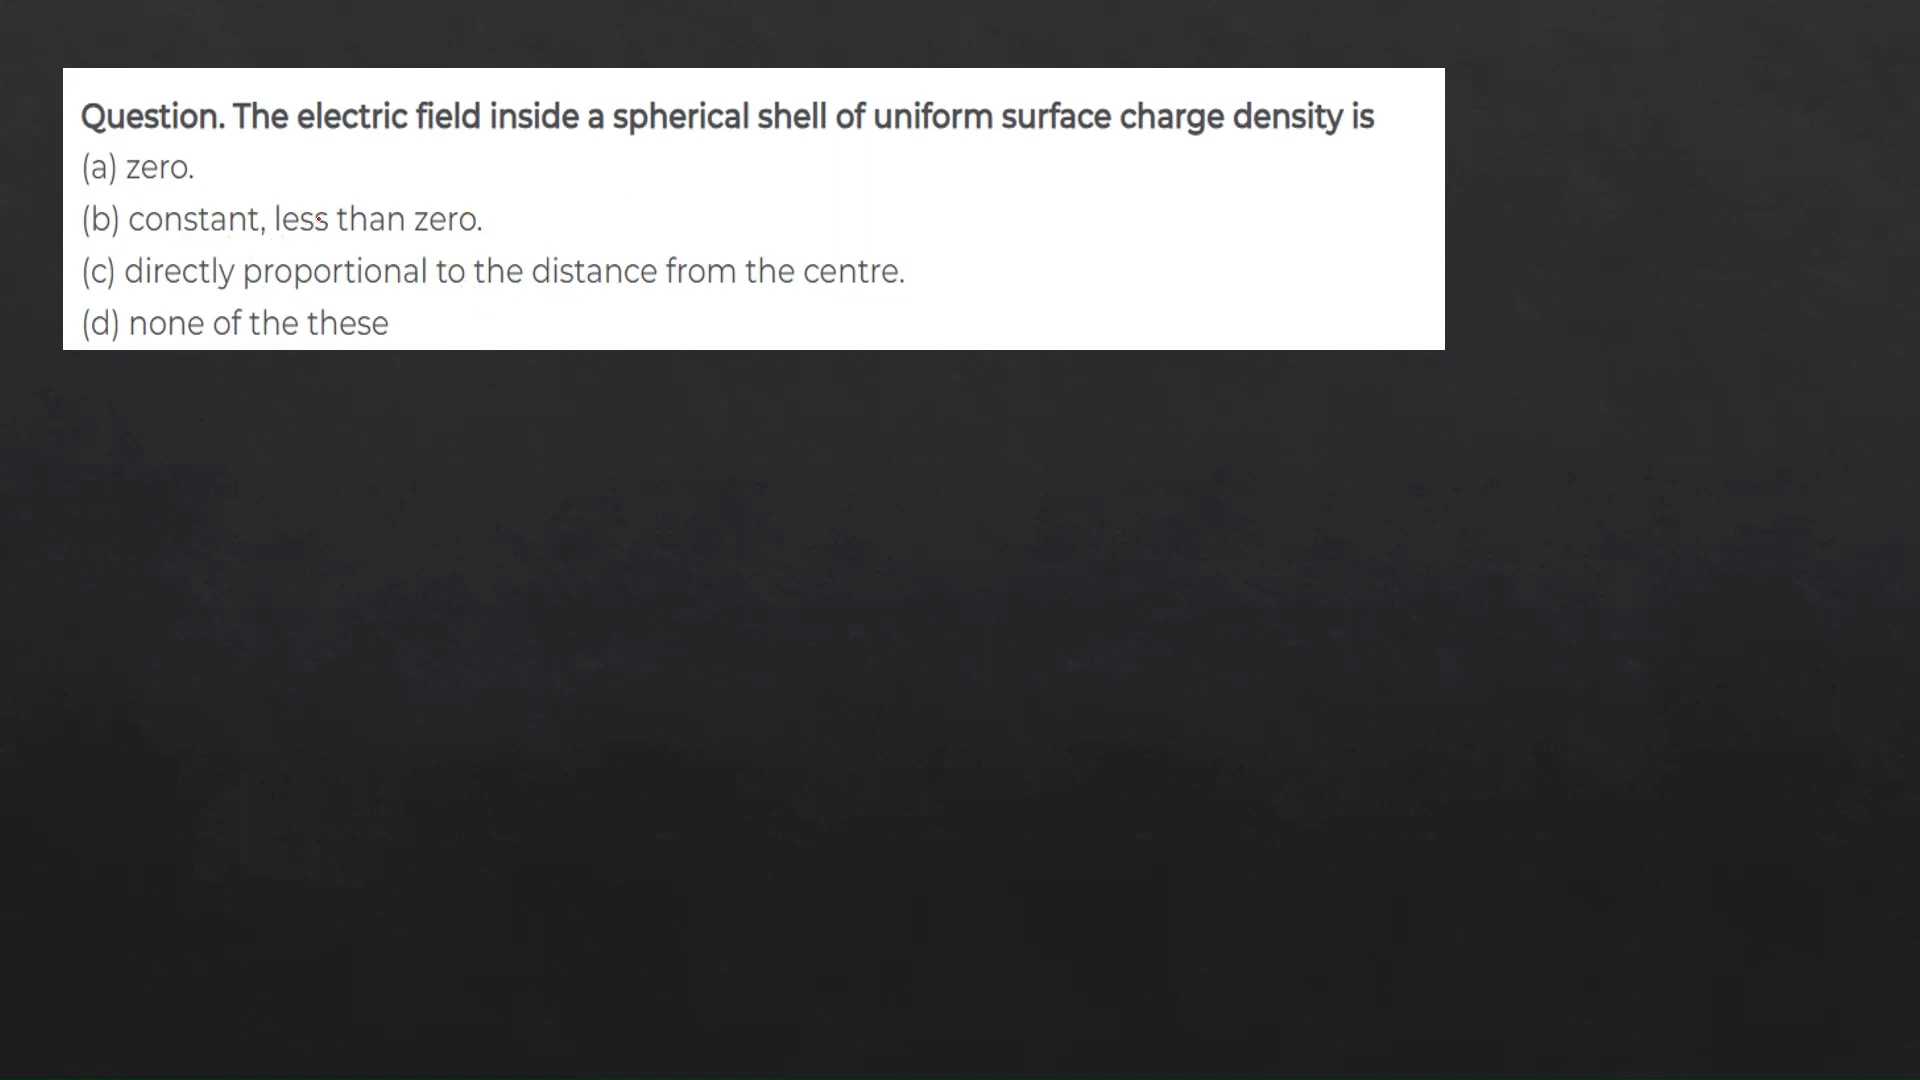 Question. The electric field inside a spherical shell of uniform surface charge density is
(a) zero.
(b) constant, less than zero.
(c) directly proportional to the distance from the centre.
(d) none of the these